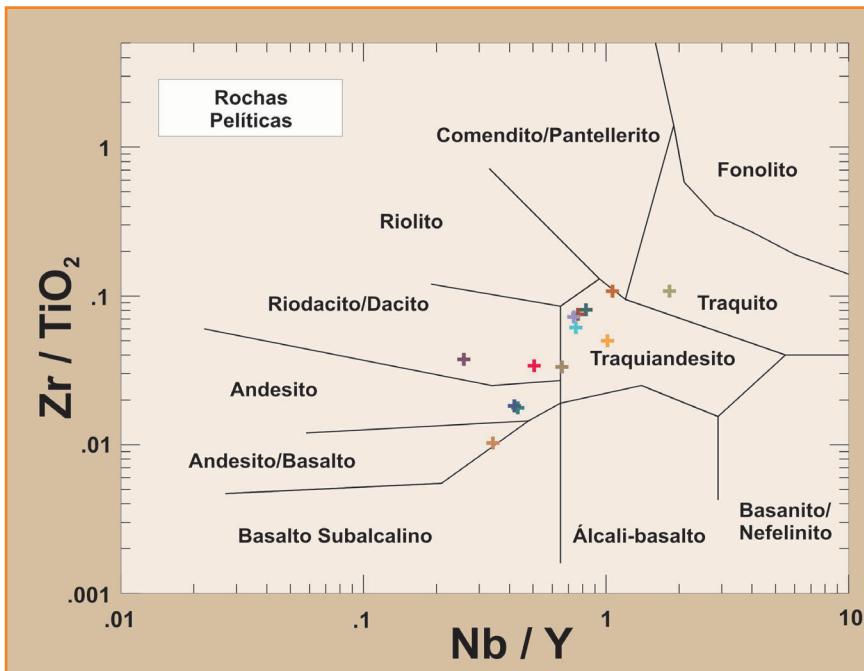 Rochas
Pelíticas
Comendito/Pantellerito
Fonolito
Riolito
Riodacito/Dacito
Traquito
Traquiandesito
Andesito
Andesito/Basalto
Basalto Subalcalino
Álcali-basalto
Basanito/
Nefelinito
Zr / TiO₂
1
.1
.01
.001
.01
.1
1
10
Nb / Y